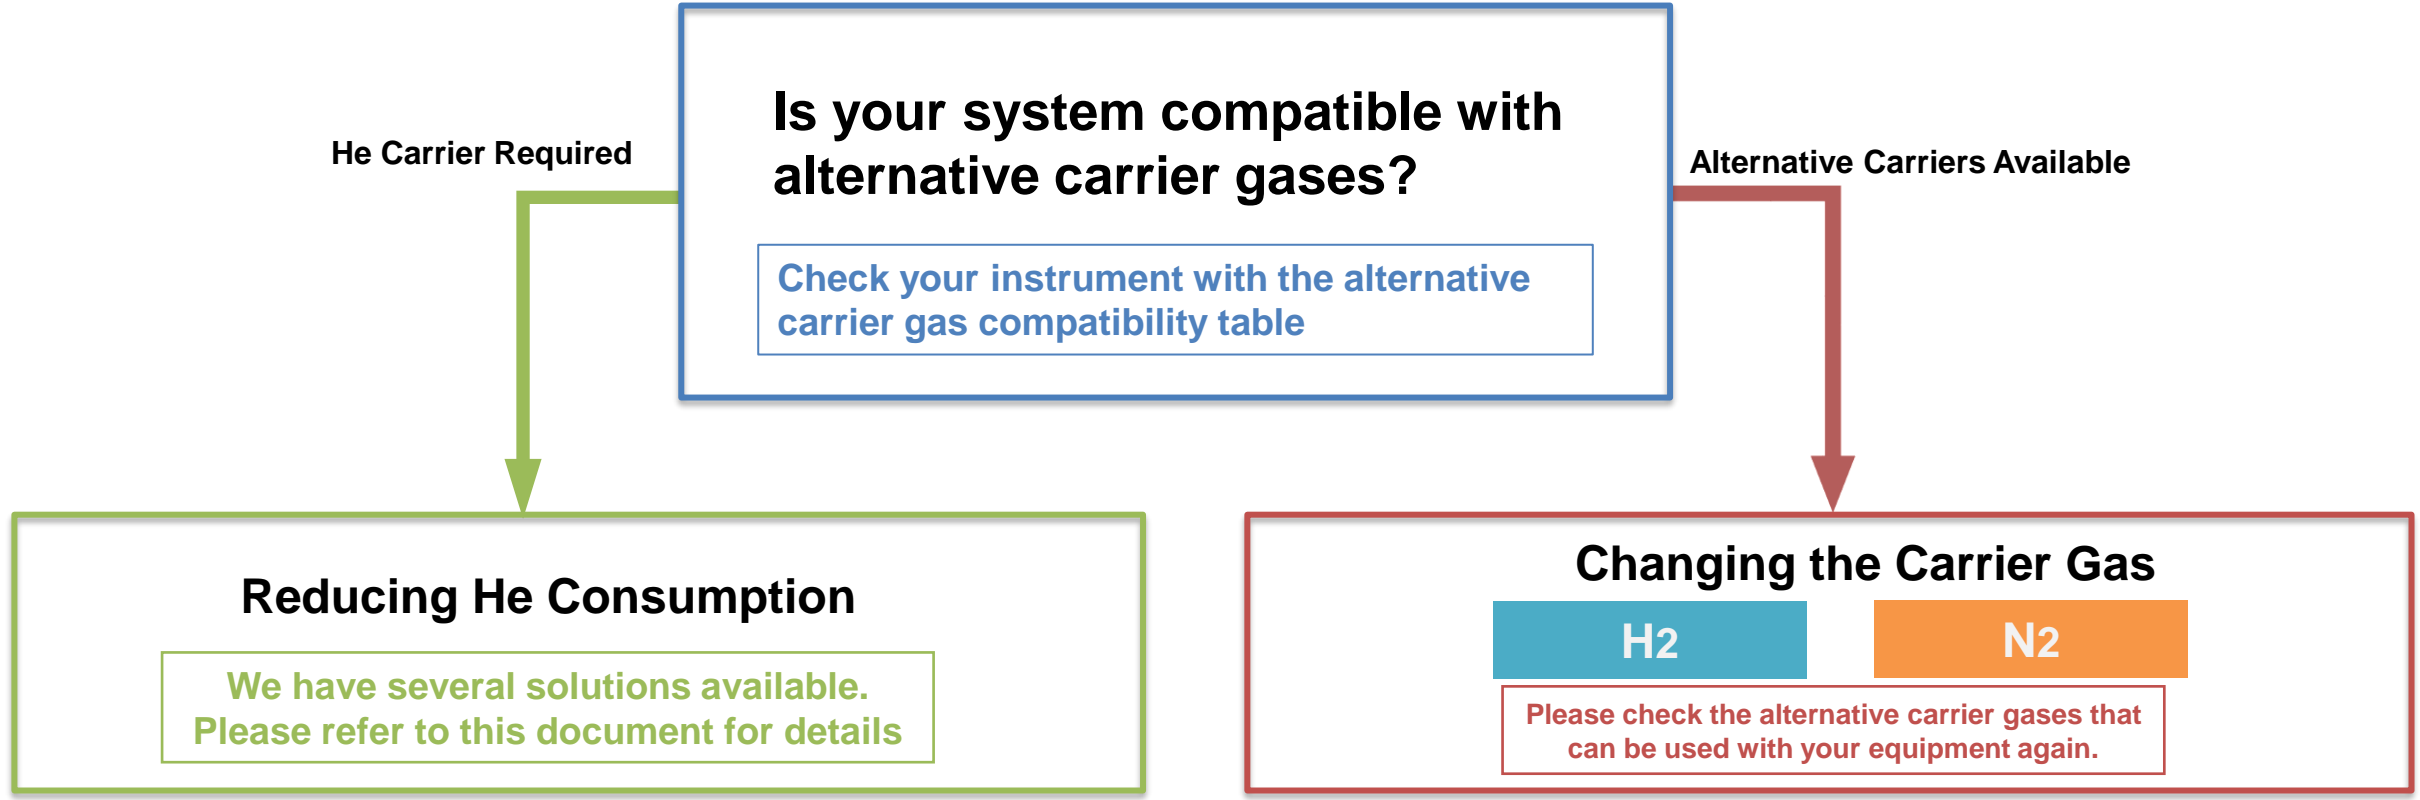 Is your system compatible with
alternative carrier gases?
He Carrier Required
Alternative Carriers Available
Check your instrument with the alternative
carrier gas compatibility table
Reducing He Consumption
We have several solutions available.
Please refer to this document for details
Changing the Carrier Gas
H2
N2
Please check the alternative carrier gases that
can be used with your equipment again.